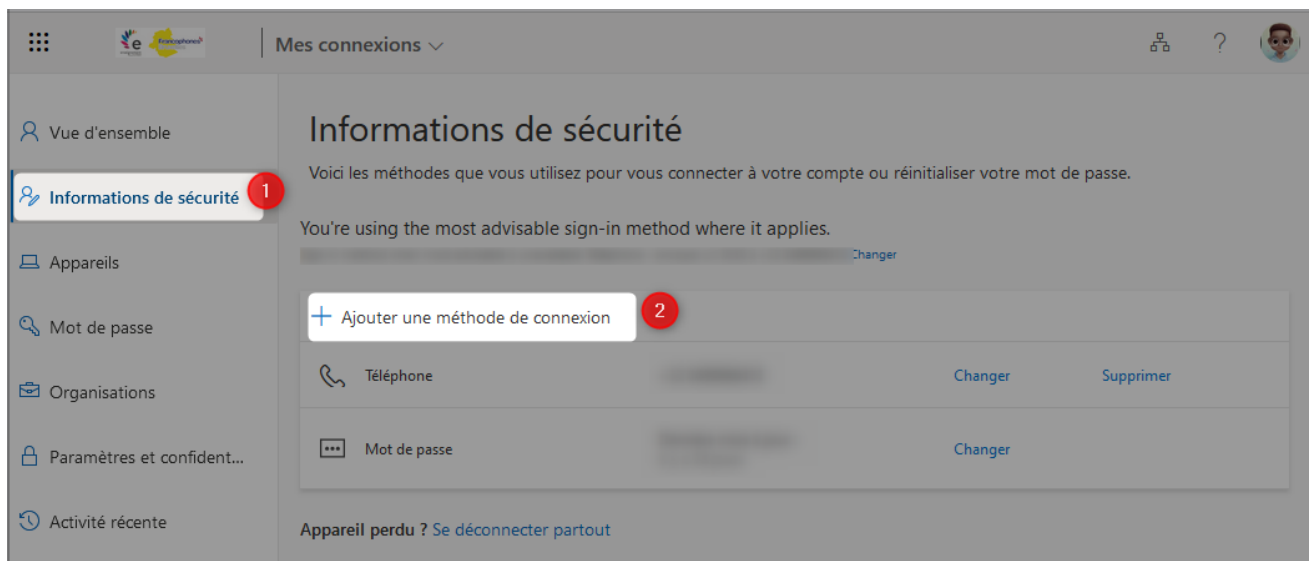 e
francophones
Mes connexions
?
Vue d'ensemble
Informations de sécurité
1
Appareils
Mot de passe
Organisations
Paramètres et confident...
Activité récente
Informations de sécurité
Voici les méthodes que vous utilisez pour vous connecter à votre compte ou réinitialiser votre mot de passe.
You're using the most advisable sign-in method where it applies.
Changer
Ajouter une méthode de connexion
2
Téléphone
Changer
Supprimer
Mot de passe
Changer
Appareil perdu ? Se déconnecter partout